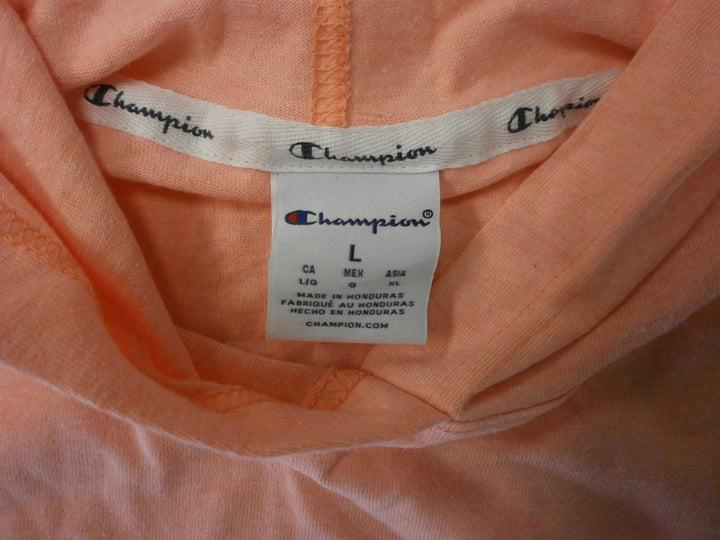 Champion Champion Champion
Champion®
L
CA MEX ASIA
L/G G XL
MADE IN HONDURAS
FABRIQUÉ AU HONDURAS
HECHO EN HONDURAS
CHAMPION.COM